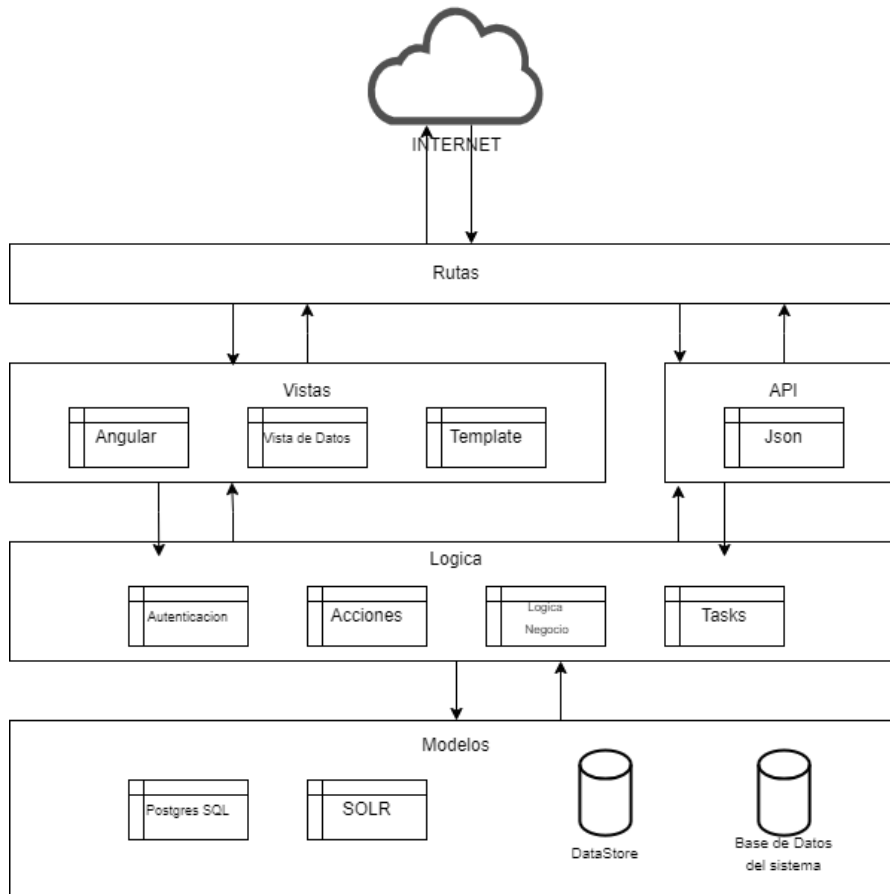 INTERNET
Rutas
Vistas
Angular
Vista de Datos
Template
API
Json
Logica
Autenticacion
Acciones
Logica
Negocio
Tasks
Modelos
Postgres SQL
SOLR
DataStore
Base de Datos
del sistema